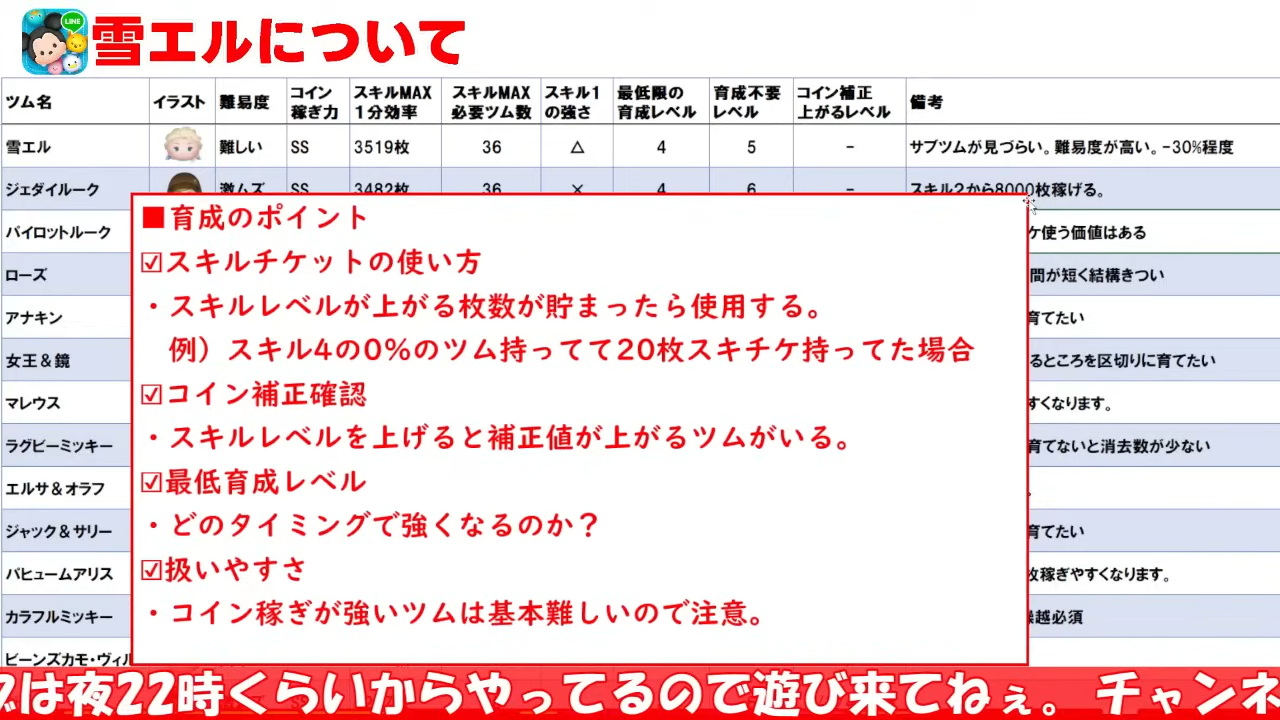 LINE
雪エルについて
ツム名 イラスト 難易度 コイン稼ぎ力 スキルMAX１分効率 スキルMAX必要ツム数 スキル１の強さ 最低限の育成レベル 育成不要レベル コイン補正上がるレベル 備考
雪エル 難しい SS 3519枚 36 △ 4 5 - サブツムが見づらい。難易度が高い。-30%程度
ジェダイルーク 激ムズ SS 3482枚 36 × 4 6 - スキル２から8000枚稼げる。
パイロットルーク ケ使う価値はある
ローズ 間が短く結構きつい
アナキン 育てたい
女王＆鏡 るところを区切りに育てたい
マレウス すくなります。
ラグビーミッキー 育てないと消去数が少ない
エルサ＆オラフ 。
ジャック＆サリー 育てたい
パヒュームアリス 枚稼ぎやすくなります。
カラフルミッキー 越必須
ビーンズカモ・ヴィル
■育成のポイント
☑スキルチケットの使い方
・スキルレベルが上がる枚数が貯まったら使用する。
例）スキル4の0%のツム持ってて20枚スキチケ持ってた場合
☑コイン補正確認
・スキルレベルを上げると補正値が上がるツムがいる。
☑最低育成レベル
・どのタイミングで強くなるのか？
☑扱いやすさ
・コイン稼ぎが強いツムは基本難しいので注意。
は夜22時くらいからやってるので遊び来てねぇ。 チャンネ